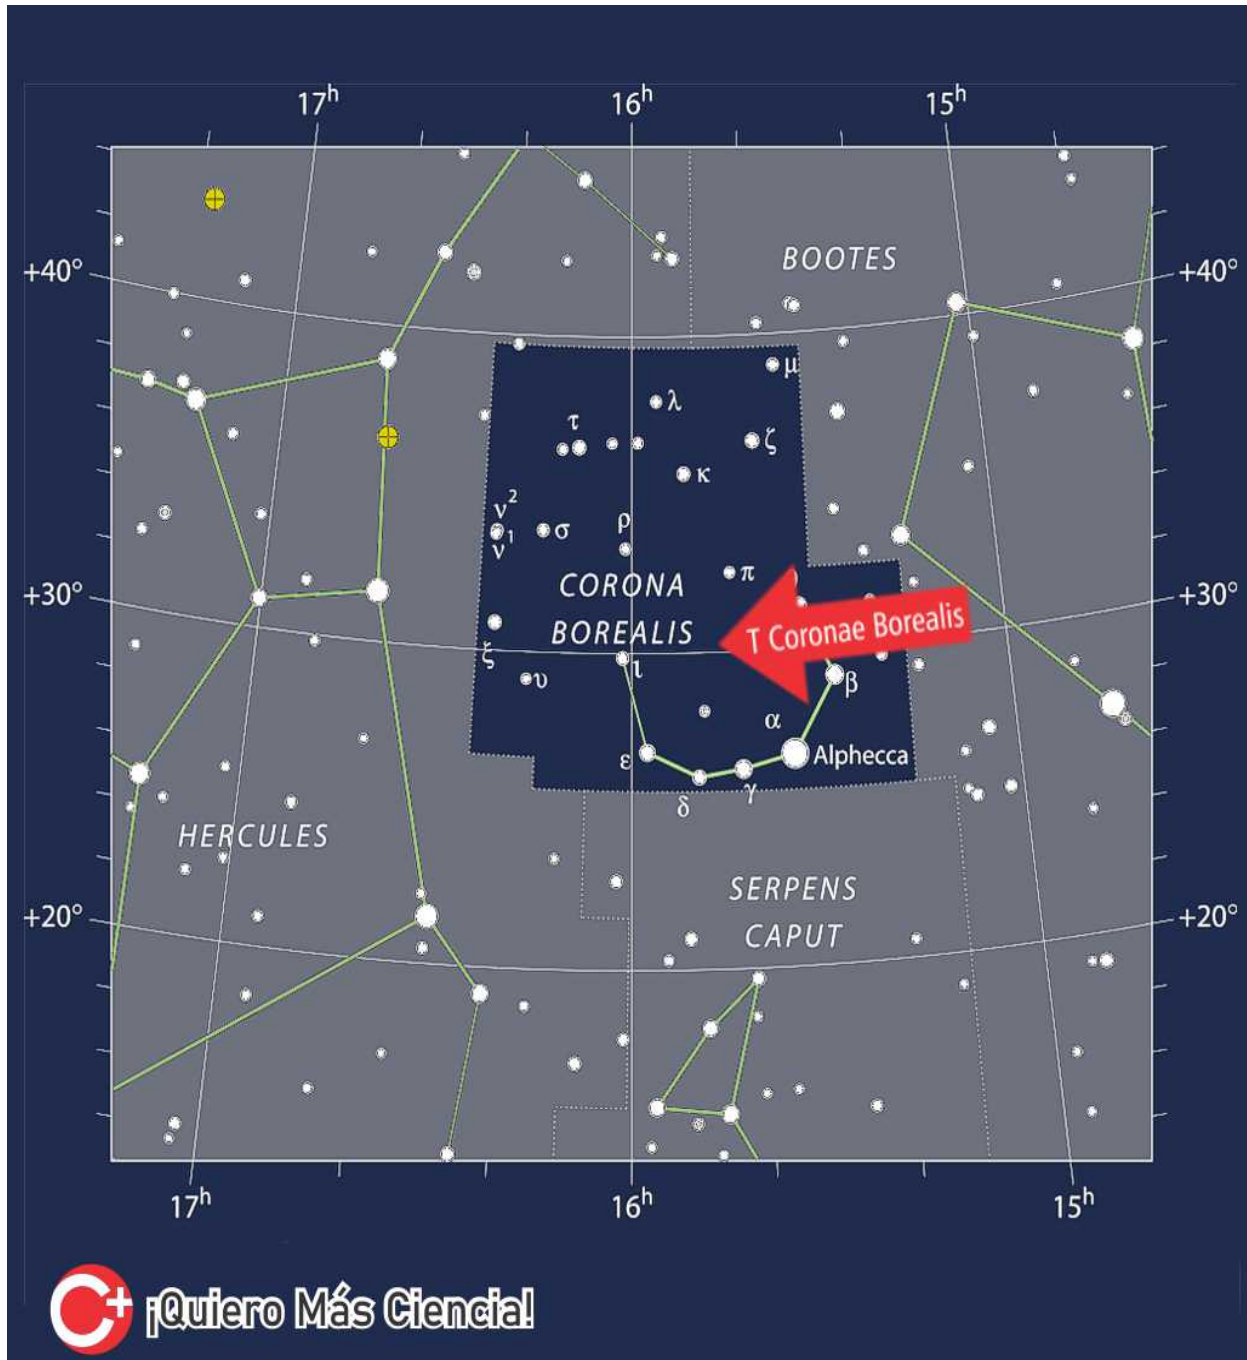 17h 16h 15h
+40° +40°
BOOTES
μ
λ
τ
ζ
κ
ν2
σ
ρ
ν1
π
CORONA
+30° +30°
BOREALIS
T Coronae Borealis
ξ
ι
υ
β
α
ε
Alphecca
δ
γ
HERCULES
SERPENS
+20° +20°
CAPUT
17h 16h 15h
C+ ¡Quiero Más Ciencia!